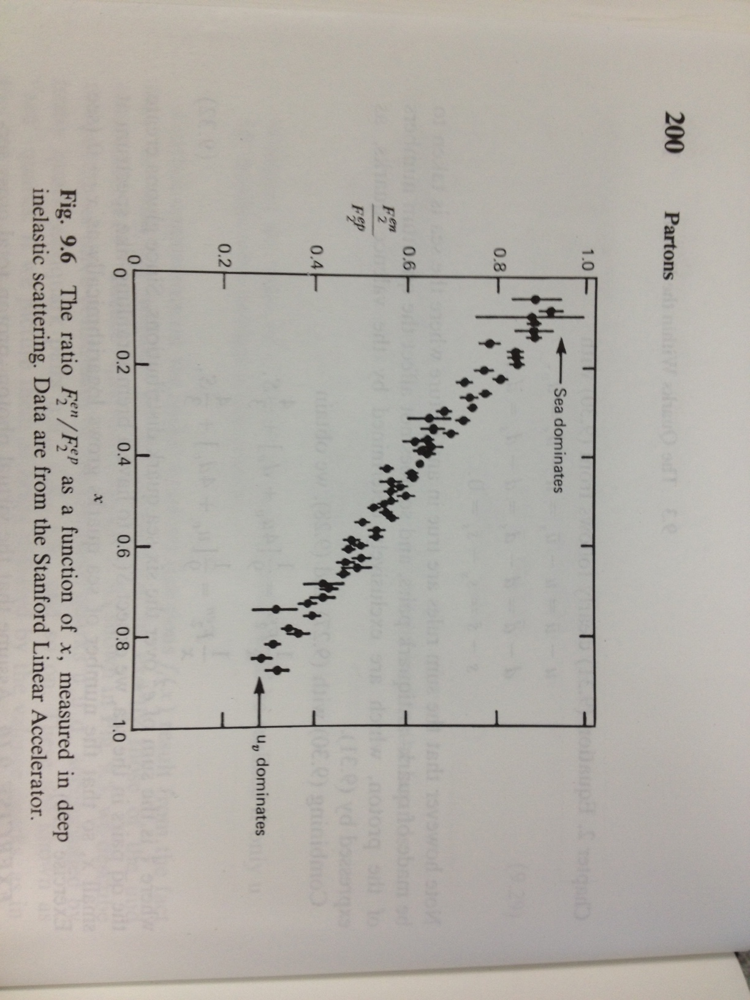 200 Partons
F₂ᵉⁿ
F₂ᵉᵖ
1.0
0.8
0.6
0.4
0.2
0
Sea dominates
uᵥ dominates
0 0.2 0.4 0.6 0.8 1.0
x
Fig. 9.6 The ratio F₂ᵉⁿ/F₂ᵉᵖ as a function of x, measured in deep
inelastic scattering. Data are from the Stanford Linear Accelerator.